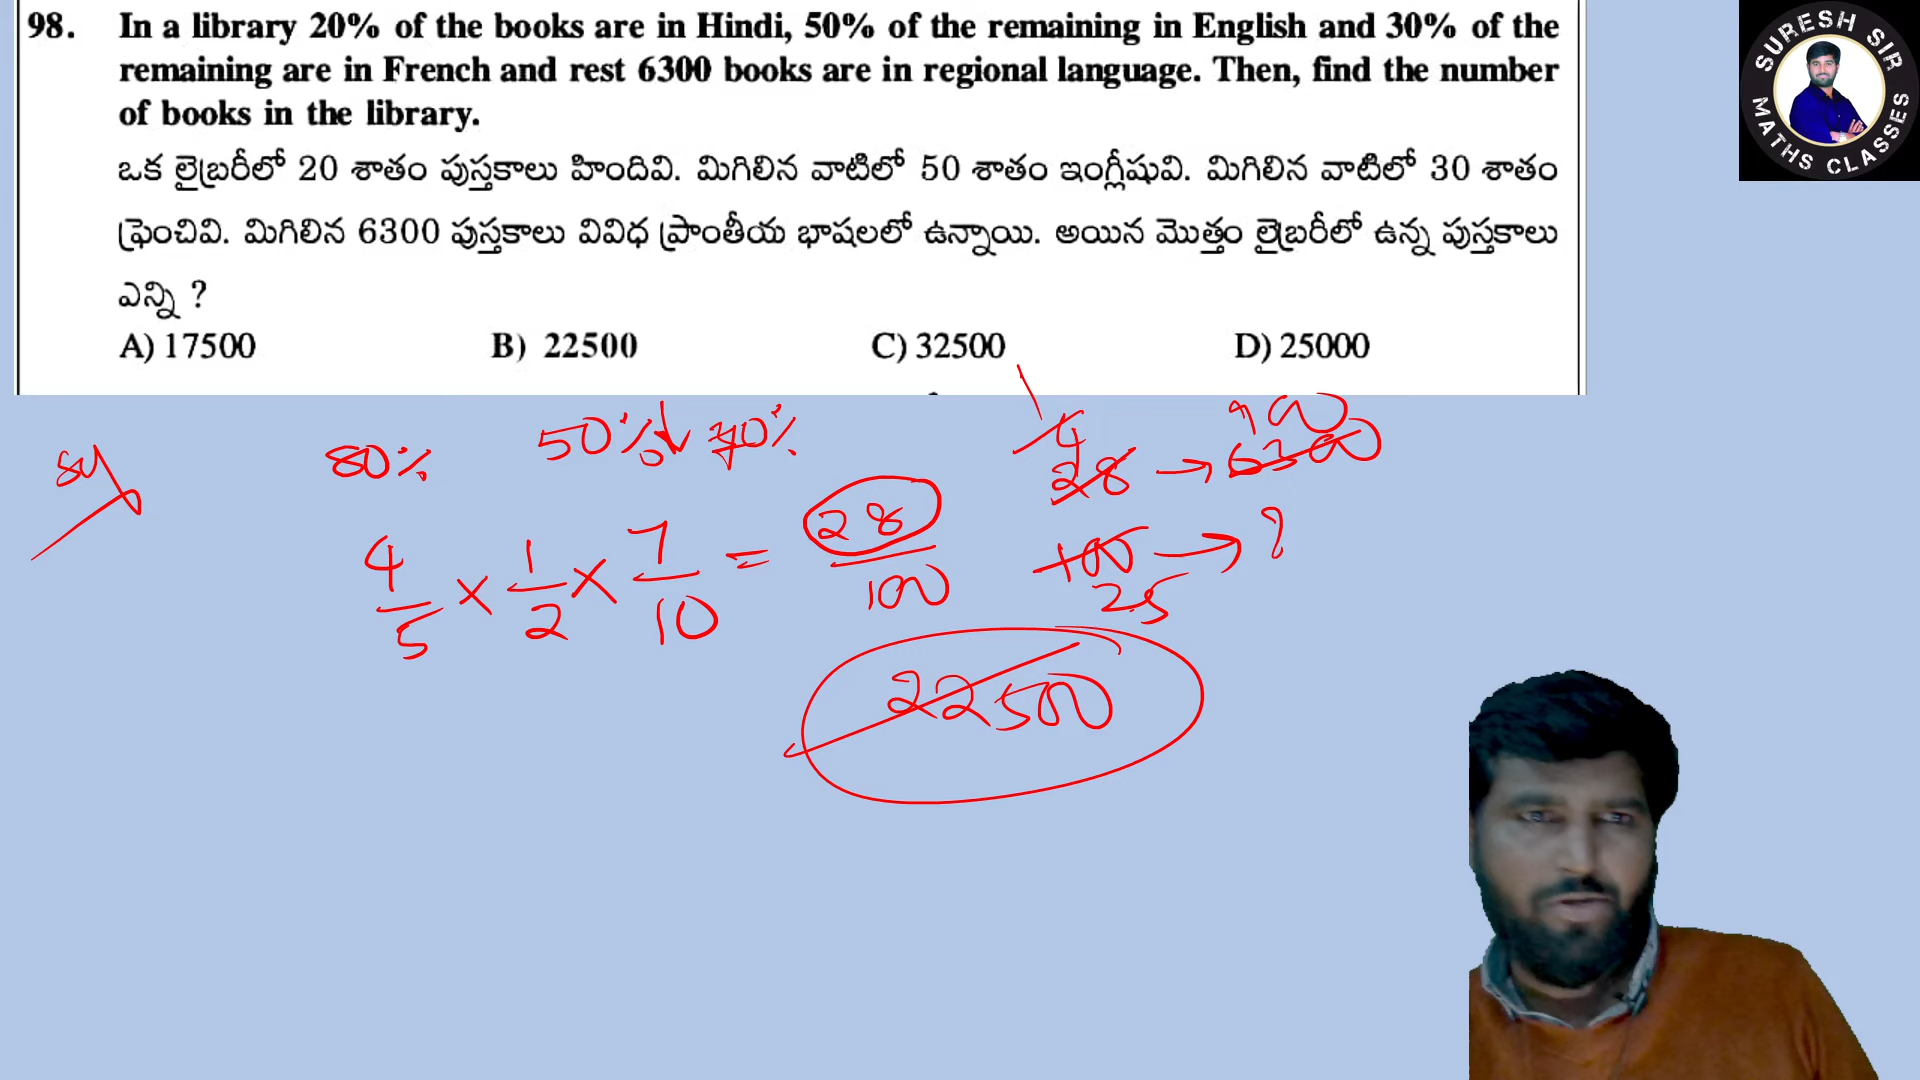 98. In a library 20% of the books are in Hindi, 50% of the remaining in English and 30% of the
remaining are in French and rest 6300 books are in regional language. Then, find the number
of books in the library.
ఒక లైబ్రరీలో 20 శాతం పుస్తకాలు హిందివి. మిగిలిన వాటిలో 50 శాతం ఇంగ్లీషువి. మిగిలిన వాటిలో 30 శాతం
ఫ్రెంచివి. మిగిలిన 6300 పుస్తకాలు వివిధ ప్రాంతీయ భాషలలో ఉన్నాయి. అయిన మొత్తం లైబ్రరీలో ఉన్న పుస్తకాలు
ఎన్ని ?
A) 17500 B) 22500 C) 32500 D) 25000
SURESH SIR
MATHS CLASSES
80% 50% 70%
4/5 × 1/2 × 7/10 = 28/100
4 900
28 → 6300
100 → ?
25
22500